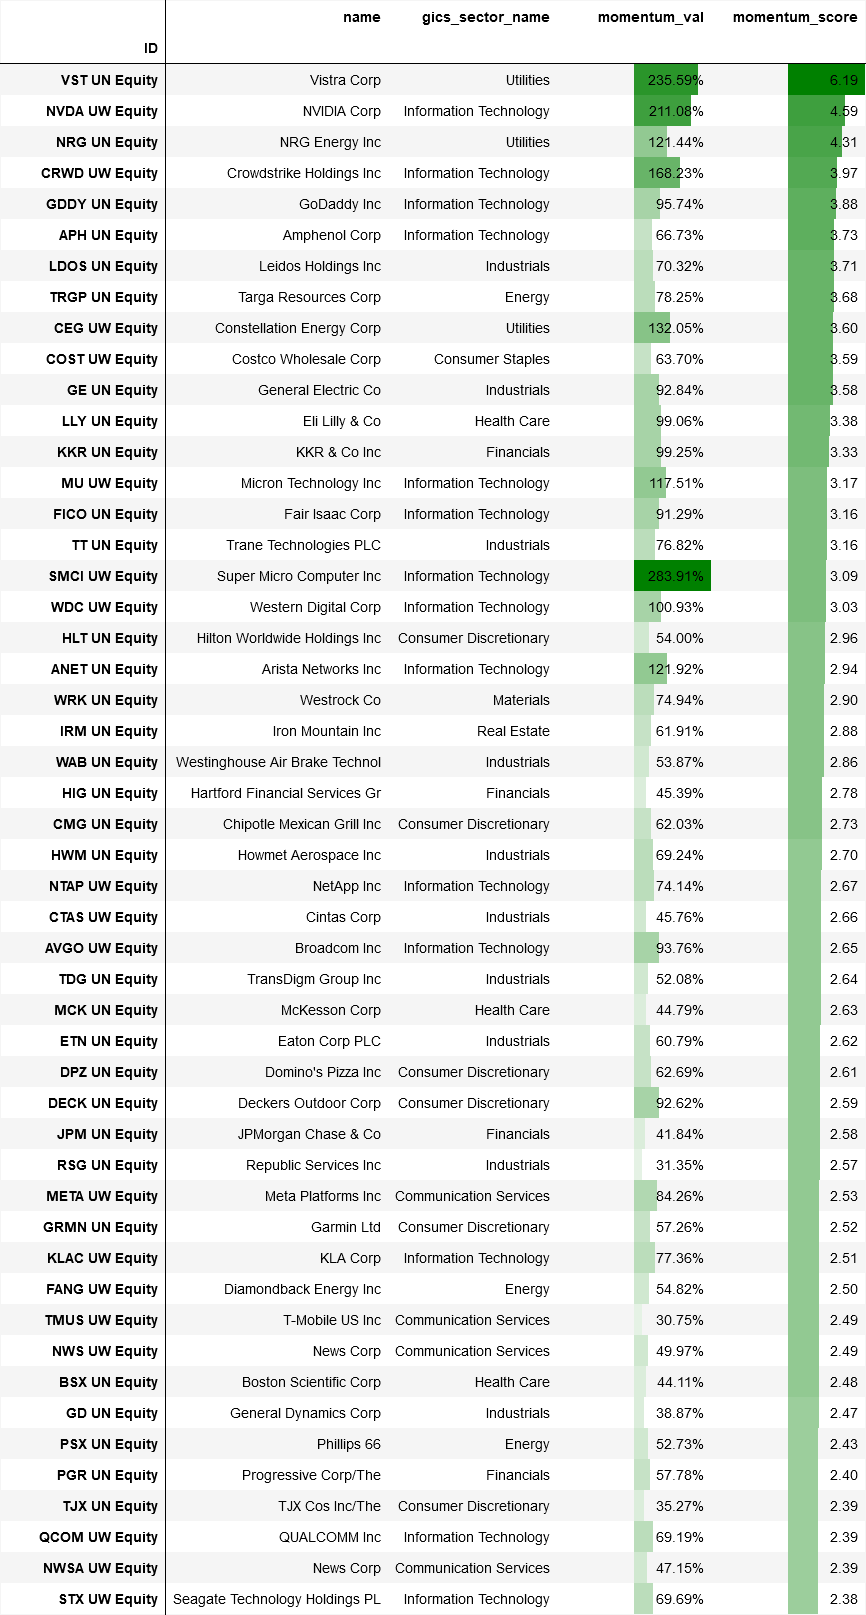 name gics_sector_name momentum_val momentum_score
ID
VST UN Equity Vistra Corp Utilities 235.59% 6.19
NVDA UW Equity NVIDIA Corp Information Technology 211.08% 4.59
NRG UN Equity NRG Energy Inc Utilities 121.44% 4.31
CRWD UW Equity Crowdstrike Holdings Inc Information Technology 168.23% 3.97
GDDY UN Equity GoDaddy Inc Information Technology 95.74% 3.88
APH UN Equity Amphenol Corp Information Technology 66.73% 3.73
LDOS UN Equity Leidos Holdings Inc Industrials 70.32% 3.71
TRGP UN Equity Targa Resources Corp Energy 78.25% 3.68
CEG UW Equity Constellation Energy Corp Utilities 132.05% 3.60
COST UW Equity Costco Wholesale Corp Consumer Staples 63.70% 3.59
GE UN Equity General Electric Co Industrials 92.84% 3.58
LLY UN Equity Eli Lilly & Co Health Care 99.06% 3.38
KKR UN Equity KKR & Co Inc Financials 99.25% 3.33
MU UW Equity Micron Technology Inc Information Technology 117.51% 3.17
FICO UN Equity Fair Isaac Corp Information Technology 91.29% 3.16
TT UN Equity Trane Technologies PLC Industrials 76.82% 3.16
SMCI UW Equity Super Micro Computer Inc Information Technology 283.91% 3.09
WDC UW Equity Western Digital Corp Information Technology 100.93% 3.03
HLT UN Equity Hilton Worldwide Holdings Inc Consumer Discretionary 54.00% 2.96
ANET UN Equity Arista Networks Inc Information Technology 121.92% 2.94
WRK UN Equity Westrock Co Materials 74.94% 2.90
IRM UN Equity Iron Mountain Inc Real Estate 61.91% 2.88
WAB UN Equity Westinghouse Air Brake Technol Industrials 53.87% 2.86
HIG UN Equity Hartford Financial Services Gr Financials 45.39% 2.78
CMG UN Equity Chipotle Mexican Grill Inc Consumer Discretionary 62.03% 2.73
HWM UN Equity Howmet Aerospace Inc Industrials 69.24% 2.70
NTAP UW Equity NetApp Inc Information Technology 74.14% 2.67
CTAS UW Equity Cintas Corp Industrials 45.76% 2.66
AVGO UW Equity Broadcom Inc Information Technology 93.76% 2.65
TDG UN Equity TransDigm Group Inc Industrials 52.08% 2.64
MCK UN Equity McKesson Corp Health Care 44.79% 2.63
ETN UN Equity Eaton Corp PLC Industrials 60.79% 2.62
DPZ UN Equity Domino's Pizza Inc Consumer Discretionary 62.69% 2.61
DECK UN Equity Deckers Outdoor Corp Consumer Discretionary 92.62% 2.59
JPM UN Equity JPMorgan Chase & Co Financials 41.84% 2.58
RSG UN Equity Republic Services Inc Industrials 31.35% 2.57
META UW Equity Meta Platforms Inc Communication Services 84.26% 2.53
GRMN UN Equity Garmin Ltd Consumer Discretionary 57.26% 2.52
KLAC UW Equity KLA Corp Information Technology 77.36% 2.51
FANG UW Equity Diamondback Energy Inc Energy 54.82% 2.50
TMUS UW Equity T-Mobile US Inc Communication Services 30.75% 2.49
NWS UW Equity News Corp Communication Services 49.97% 2.49
BSX UN Equity Boston Scientific Corp Health Care 44.11% 2.48
GD UN Equity General Dynamics Corp Industrials 38.87% 2.47
PSX UN Equity Phillips 66 Energy 52.73% 2.43
PGR UN Equity Progressive Corp/The Financials 57.78% 2.40
TJX UN Equity TJX Cos Inc/The Consumer Discretionary 35.27% 2.39
QCOM UW Equity QUALCOMM Inc Information Technology 69.19% 2.39
NWSA UW Equity News Corp Communication Services 47.15% 2.39
STX UW Equity Seagate Technology Holdings PL Information Technology 69.69% 2.38